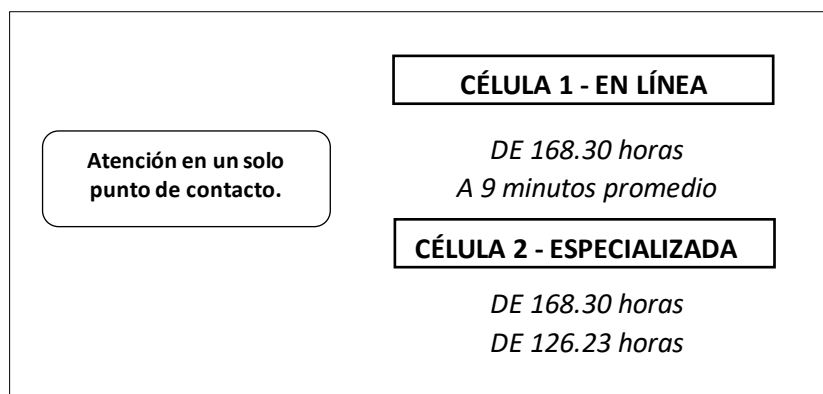 Atención en un solo
punto de contacto.
CÉLULA 1 - EN LÍNEA
DE 168.30 horas
A 9 minutos promedio
CÉLULA 2 - ESPECIALIZADA
DE 168.30 horas
DE 126.23 horas